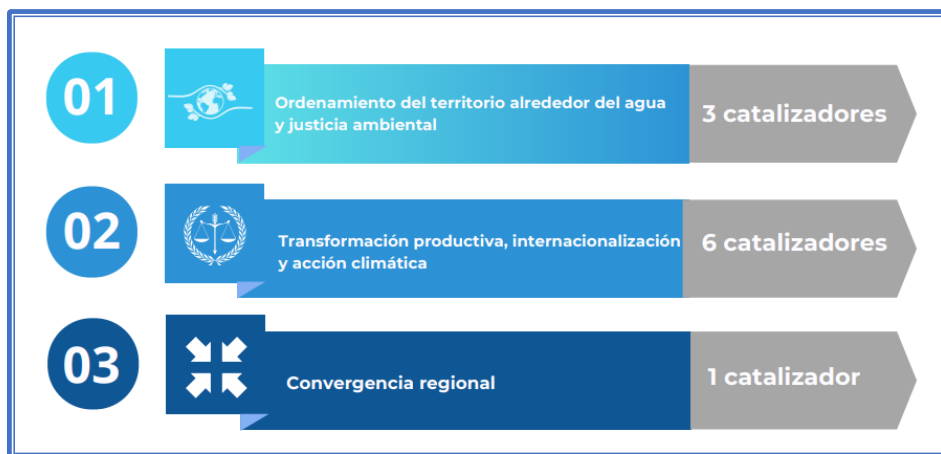 01
Ordenamiento del territorio alrededor del agua
y justicia ambiental
3 catalizadores
02
Transformación productiva, internacionalización
y acción climática
6 catalizadores
03
Convergencia regional
1 catalizador